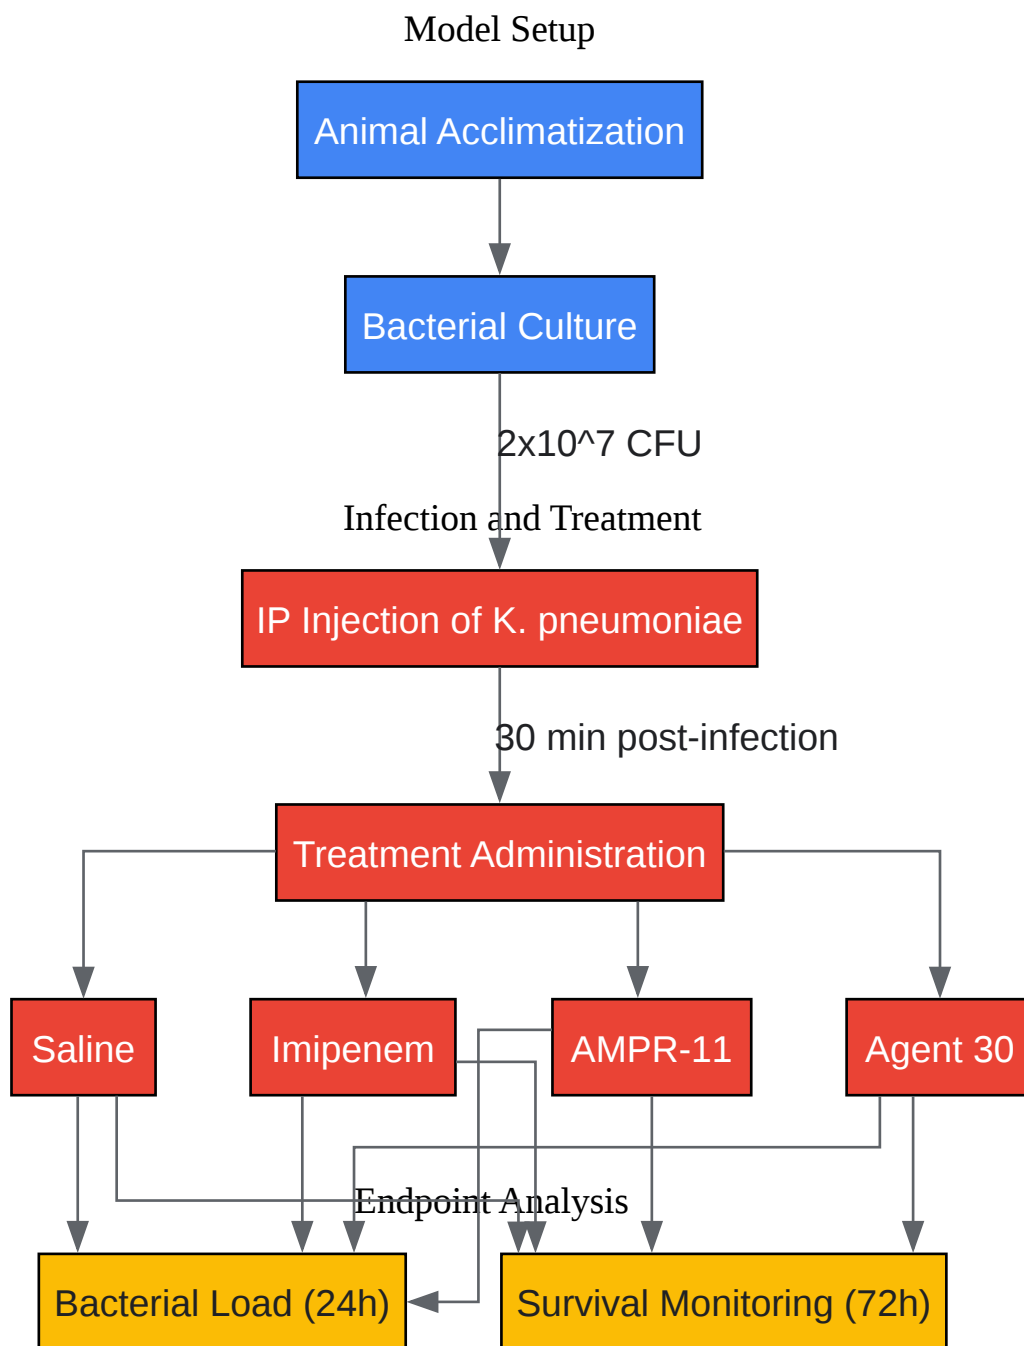 Model Setup
Animal Acclimatization
Bacterial Culture
2x10^7 CFU
Infection and Treatment
IP Injection of K. pneumoniae
30 min post-infection
Treatment Administration
Saline
Imipenem
AMPR-11
Agent 30
Endpoint Analysis
Bacterial Load (24h)
Survival Monitoring (72h)